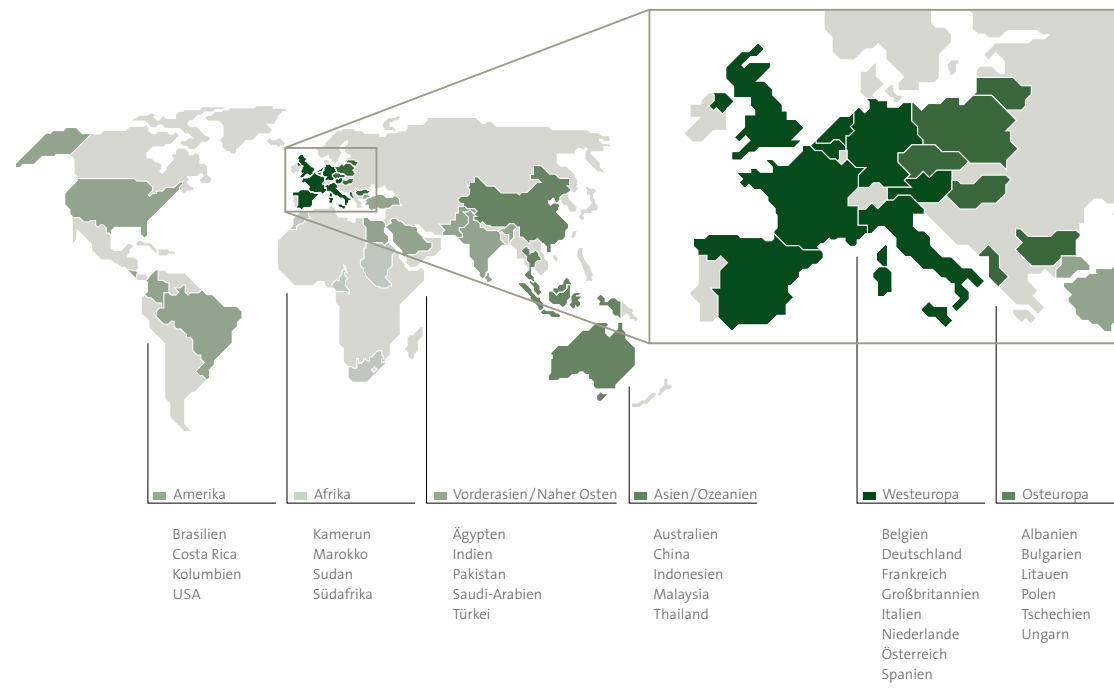 Amerika
Brasilien
Costa Rica
Kolumbien
USA
Afrika
Kamerun
Marokko
Sudan
Südafrika
Vorderasien/Naher Osten
Ägypten
Indien
Pakistan
Saudi-Arabien
Türkei
Asien/Ozeanien
Australien
China
Indonesien
Malaysia
Thailand
Westeuropa
Belgien
Deutschland
Frankreich
Großbritannien
Italien
Niederlande
Österreich
Spanien
Osteuropa
Albanien
Bulgarien
Litauen
Polen
Tschechien
Ungarn